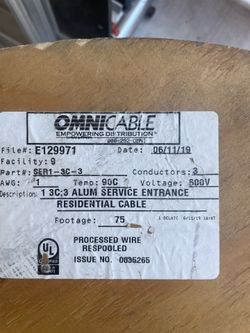 OMNICABLE
EMPOWERING DISTRIBUTION
File#: E129971 Date: 06/11/19
Facility: 9
Part#: SER1-3C-3 Conductors: 3
AWG: 1 Temp: 90C Voltage: 600V
Description: 1 3C;3 ALUM SERVICE ENTRANCE
RESIDENTIAL CABLE
Footage: 75
UL
PROCESSED WIRE
RESPOOLED
ISSUE NO. 0835265